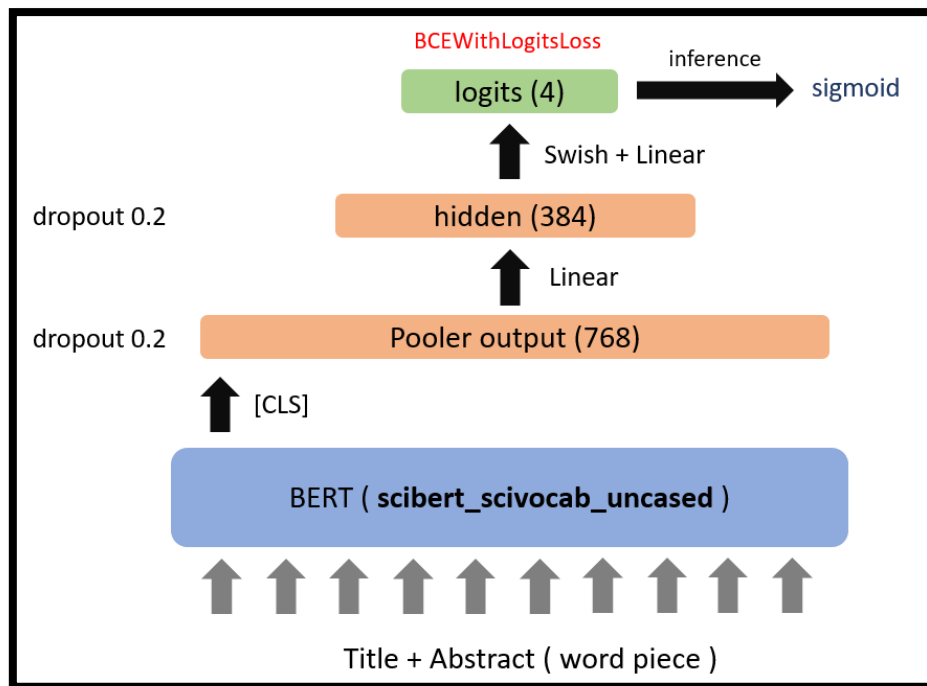 BCEWithLogitsLoss
logits (4)
inference
sigmoid
Swish + Linear
dropout 0.2
hidden (384)
Linear
dropout 0.2
Pooler output (768)
[CLS]
BERT ( scibert_scivocab_uncased )
Title + Abstract ( word piece )